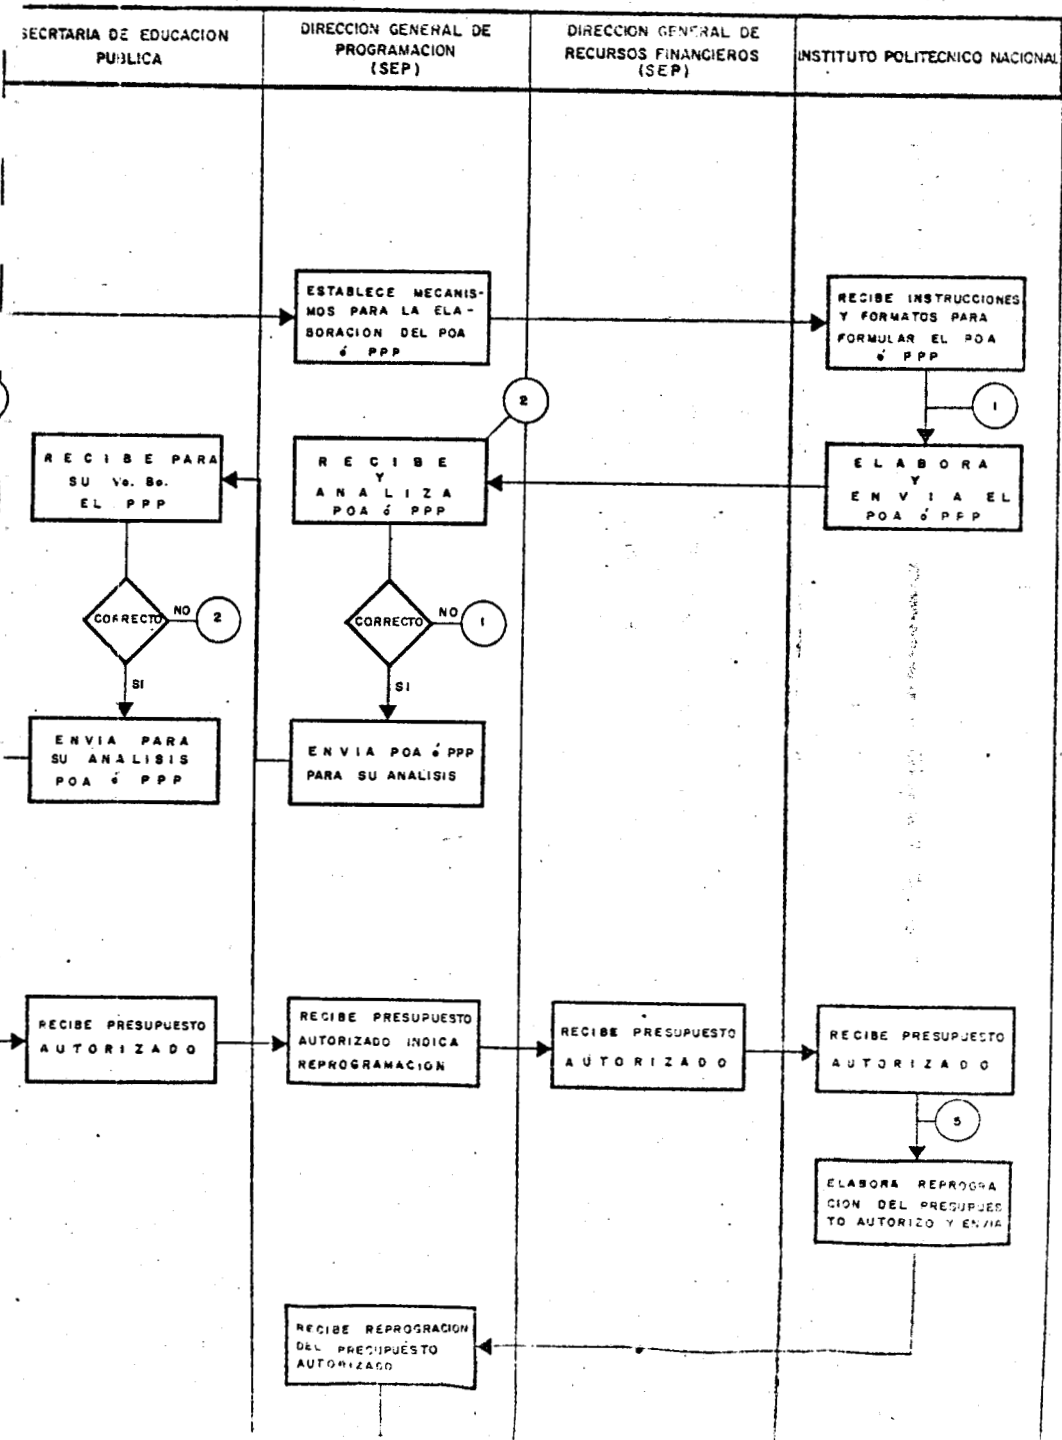 SECRTARIA DE EDUCACION
PUBLICA
DIRECCION GENERAL DE
PROGRAMACION
(SEP)
DIRECCION GENERAL DE
RECURSOS FINANCIEROS
(SEP)
INSTITUTO POLITECNICO NACIONAL
ESTABLECE MECANIS-
MOS PARA LA ELA-
BORACION DEL POA
ó PPP
RECIBE INSTRUCCIONES
Y FORMATOS PARA
FORMULAR EL POA
ó PPP
2
1
RECIBE PARA
SU Vo. Bo.
EL PPP
RECIBE
Y
ANALIZA
POA ó PPP
ELABORA
Y
ENVIA EL
POA ó PPP
CORRECTO
NO
2
SI
CORRECTO
NO
1
SI
ENVIA PARA
SU ANALISIS
POA ó PPP
ENVIA POA ó PPP
PARA SU ANALISIS
RECIBE PRESUPUESTO
AUTORIZADO
RECIBE PRESUPUESTO
AUTORIZADO INDICA
REPROGRAMACION
RECIBE PRESUPUESTO
AUTORIZADO
RECIBE PRESUPUESTO
AUTORIZADO
5
ELABORA REPROGRA
CION DEL PRESUPUES
TO AUTORIZO Y ENVIA
RECIBE REPROGRACION
DEL PRESUPUESTO
AUTORIZADO